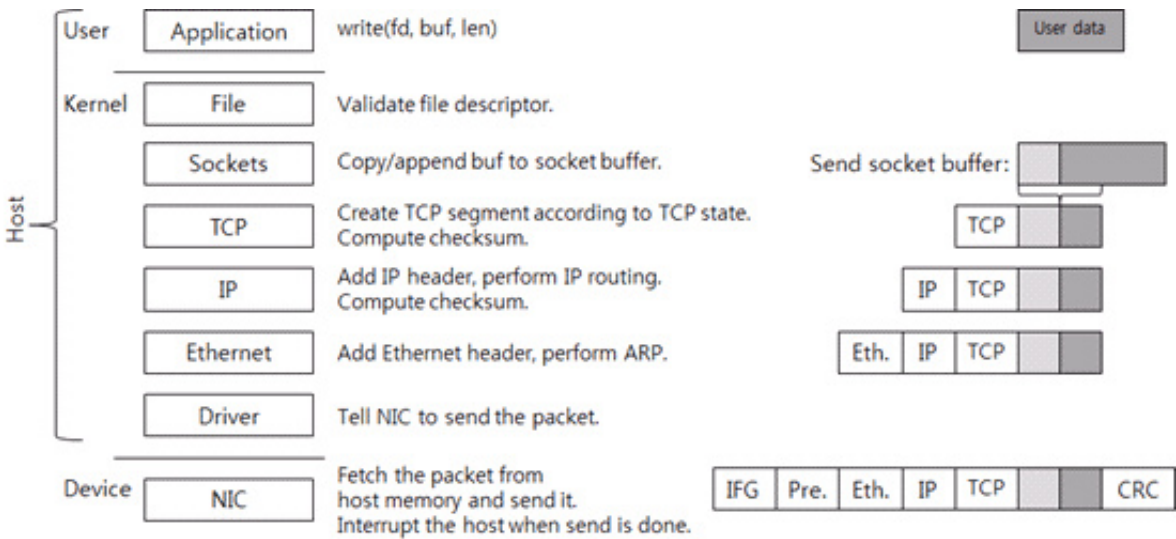 User Application write(fd, buf, len) User data
Kernel File Validate file descriptor.
Sockets Copy/append buf to socket buffer. Send socket buffer:
Host
TCP Create TCP segment according to TCP state.
Compute checksum.
TCP
IP Add IP header, perform IP routing.
Compute checksum.
IP TCP
Ethernet Add Ethernet header, perform ARP. Eth. IP TCP
Driver Tell NIC to send the packet.
Device NIC Fetch the packet from
host memory and send it.
Interrupt the host when send is done.
IFG Pre. Eth. IP TCP CRC